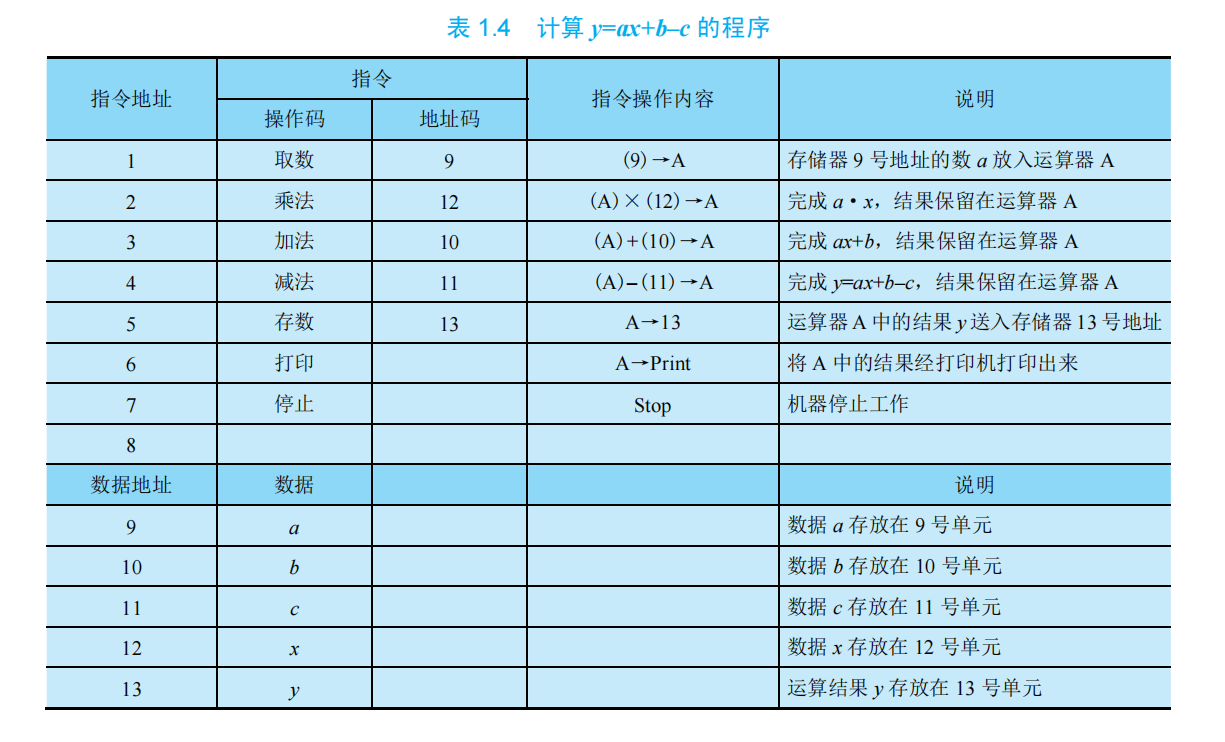 表 1.4 计算 y=ax+b–c 的程序
指令地址 指令 指令操作内容 说明
操作码 地址码
1 取数 9 (9)→A 存储器 9 号地址的数 a 放入运算器 A
2 乘法 12 (A)×(12)→A 完成 a·x，结果保留在运算器 A
3 加法 10 (A)+(10)→A 完成 ax+b，结果保留在运算器 A
4 减法 11 (A)–(11)→A 完成 y=ax+b–c，结果保留在运算器 A
5 存数 13 A→13 运算器 A 中的结果 y 送入存储器 13 号地址
6 打印 A→Print 将 A 中的结果经打印机打印出来
7 停止 Stop 机器停止工作
8
数据地址 数据 说明
9 a 数据 a 存放在 9 号单元
10 b 数据 b 存放在 10 号单元
11 c 数据 c 存放在 11 号单元
12 x 数据 x 存放在 12 号单元
13 y 运算结果 y 存放在 13 号单元